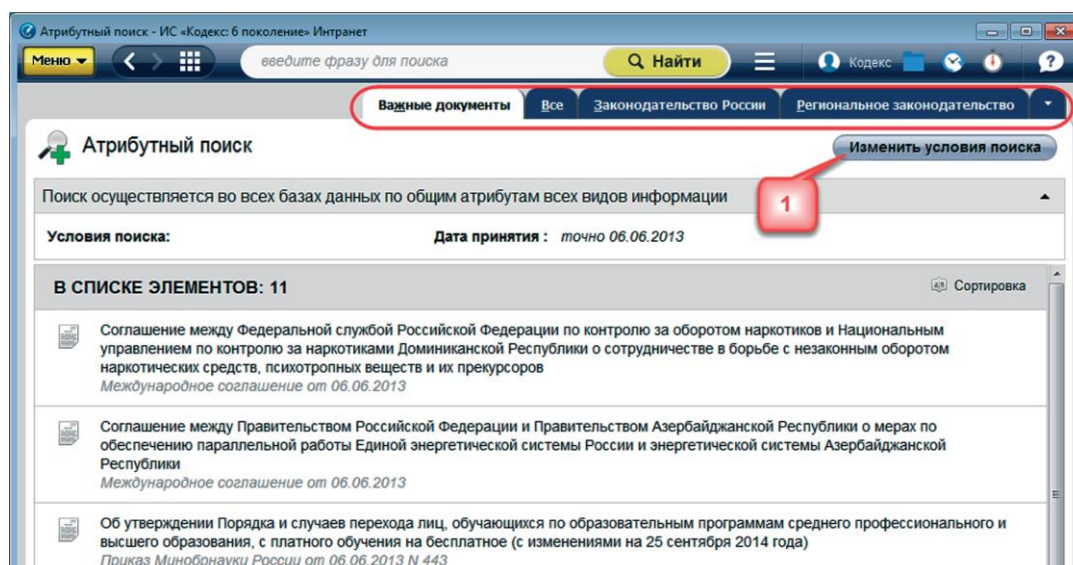 Атрибутный поиск - ИС «Кодекс: 6 поколение» Интранет
Меню введите фразу для поиска Найти Кодекс ?
Важные документы Все Законодательство России Региональное законодательство
Атрибутный поиск Изменить условия поиска
Поиск осуществляется во всех базах данных по общим атрибутам всех видов информации
1
Условия поиска: Дата принятия : точно 06.06.2013
В СПИСКЕ ЭЛЕМЕНТОВ: 11 Сортировка
Соглашение между Федеральной службой Российской Федерации по контролю за оборотом наркотиков и Национальным
управлением по контролю за наркотиками Доминиканской Республики о сотрудничестве в борьбе с незаконным оборотом
наркотических средств, психотропных веществ и их прекурсоров
Международное соглашение от 06.06.2013
Соглашение между Правительством Российской Федерации и Правительством Азербайджанской Республики о мерах по
обеспечению параллельной работы Единой энергетической системы России и энергетической системы Азербайджанской
Республики
Международное соглашение от 06.06.2013
Об утверждении Порядка и случаев перехода лиц, обучающихся по образовательным программам среднего профессионального и
высшего образования, с платного обучения на бесплатное (с изменениями на 25 сентября 2014 года)
Приказ Минобрнауки России от 06.06.2013 N 443